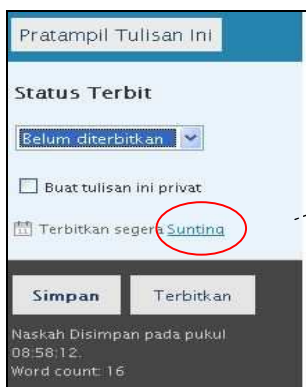 Pratampil Tulisan Ini
Status Terbit
Belum diterbitkan
Buat tulisan ini privat
Terbitkan segera Sunting
Simpan Terbitkan
Naskah Disimpan pada pukul
08:58:12.
Word count: 16